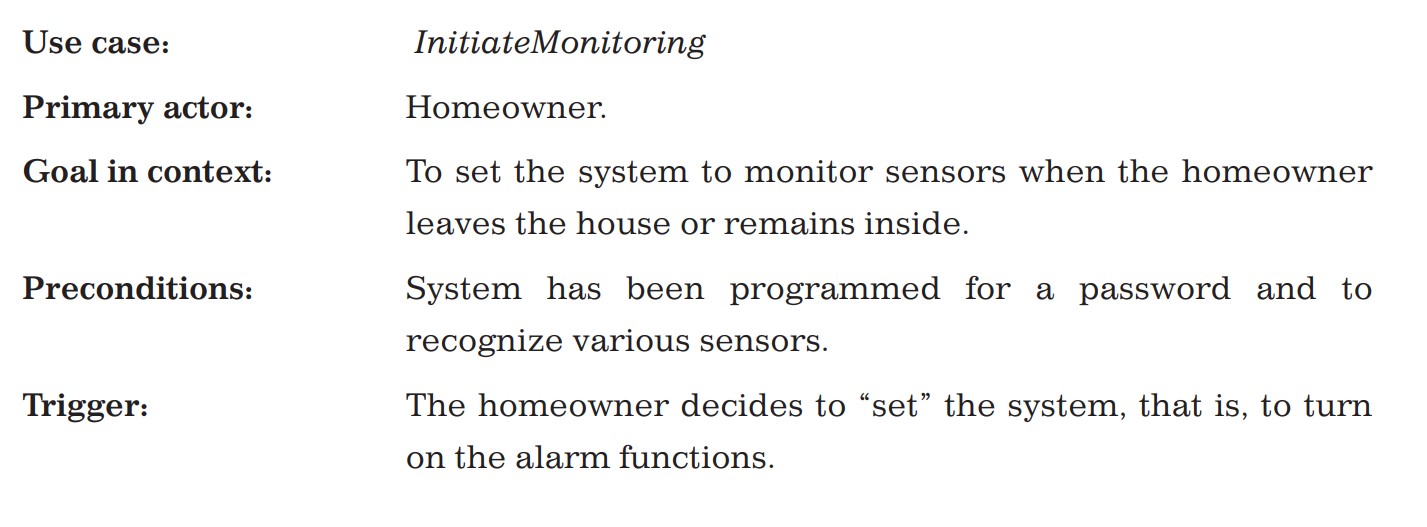 Use case: InitiateMonitoring
Primary actor: Homeowner.
Goal in context: To set the system to monitor sensors when the homeowner
leaves the house or remains inside.
Preconditions: System has been programmed for a password and to
recognize various sensors.
Trigger: The homeowner decides to “set” the system, that is, to turn
on the alarm functions.